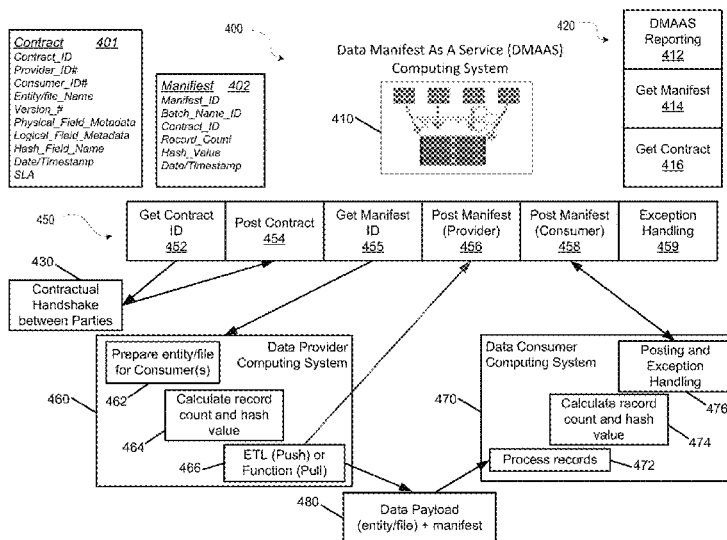 Contract 401
Contract_ID
Provider_ID#
Consumer_ID#
Entity/file_Name
Version_#
Physical_Field_Metadata
Logical_Field_Metadata
Hash_Field_Name
Date/Timestamp
SLA
400
Manifiest 402
Manifest_ID
Batch_Name_ID
Contract_ID
Record_Count
Hash_Value
Date/Timestamp
Data Manifest As A Service (DMAAS)
Computing System
410
420
DMAAS
Reporting
412
Get Manifest
414
Get Contract
416
450
Get Contract
ID
452
Post Contract
454
Get Manifest
ID
455
Post Manifest
(Provider)
456
Post Manifest
(Consumer)
458
Exception
Handling
459
430
Contractual
Handshake
between Parties
Data Provider
Computing System
460
Prepare entity/file
for Consumer(s)
462
Calculate record
count and hash
value
464
ETL (Push) or
Function (Pull)
466
Data Consumer
Computing System
470
Posting and
Exception
Handling
476
Calculate record
count and hash
value
474
Process records
472
480
Data Payload
(entity/file) + manifest